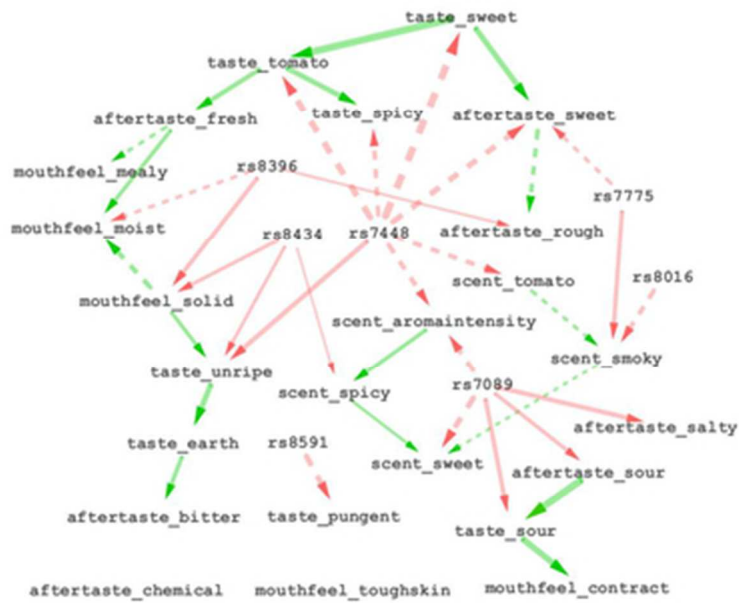 taste_sweet
taste_tomato
aftertaste_fresh
taste_spicy
aftertaste_sweet
mouthfeel_mealy
rs8396
rs7775
mouthfeel_moist
rs8434
rs7448
aftertaste_rough
scent_tomato
rs8016
mouthfeel_solid
scent_aromaintensity
scent_smoky
taste_unripe
scent_spicy
rs7089
aftertaste_salty
taste_earth
rs8591
scent_sweet
aftertaste_sour
aftertaste_bitter
taste_pungent
taste_sour
aftertaste_chemical
mouthfeel_toughskin
mouthfeel_contract